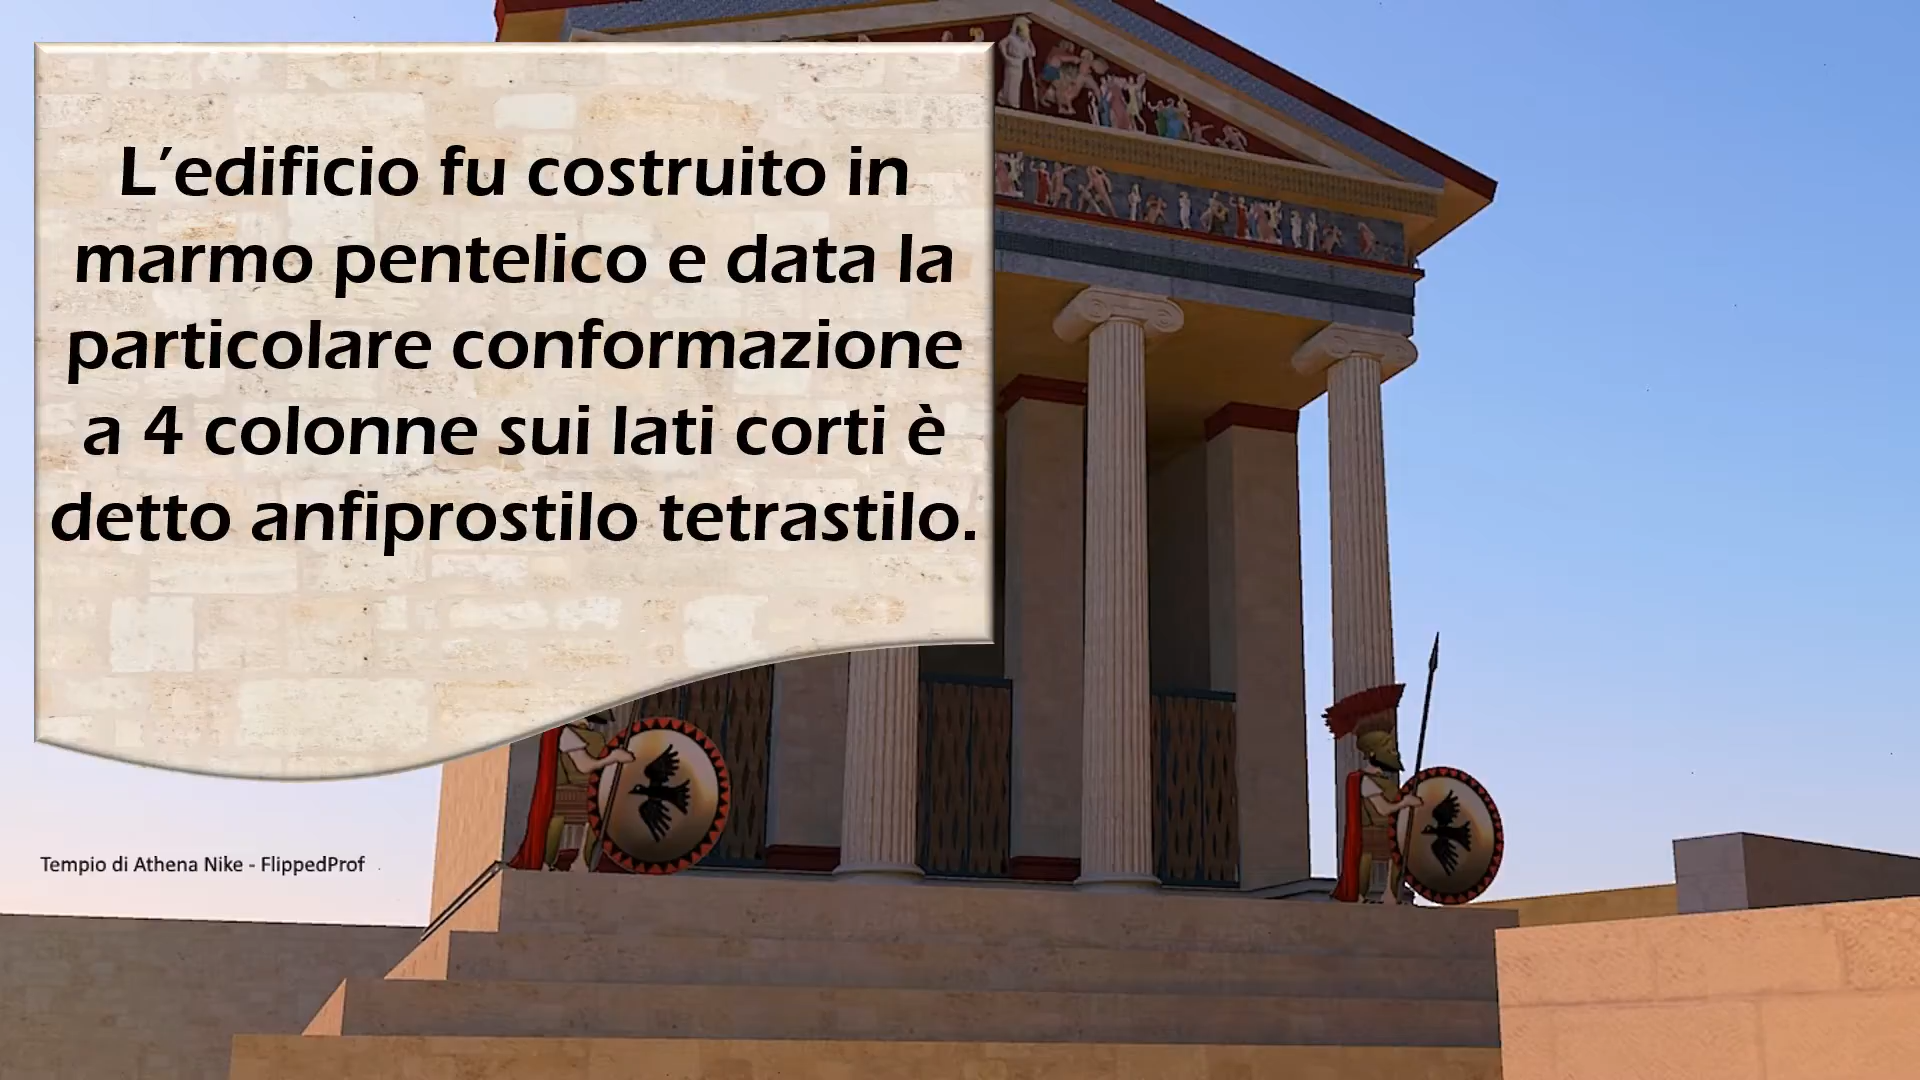 L’edificio fu costruito in
marmo pentelico e data la
particolare conformazione
a 4 colonne sui lati corti è
detto anfiprostilo tetrastilo.
Tempio di Athena Nike - FlippedProf